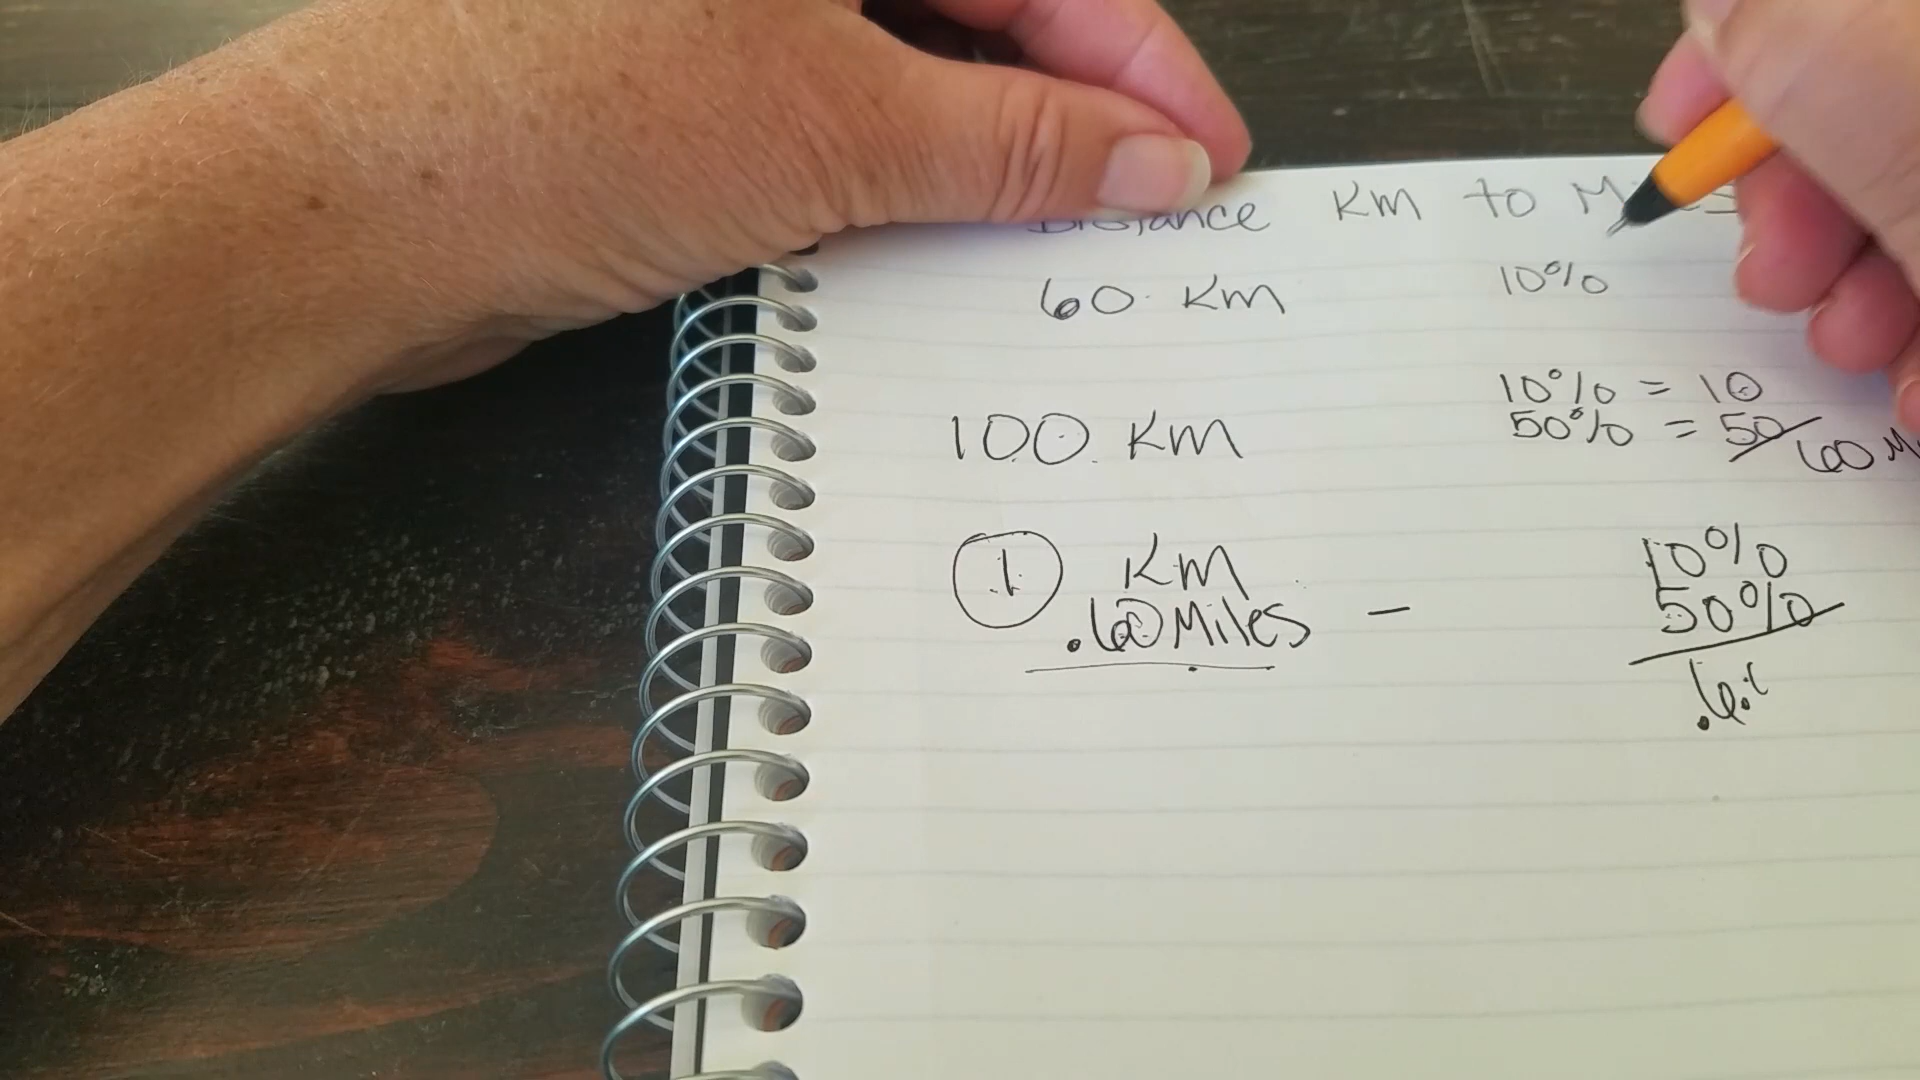 Distance Km to
60 Km 10%
10% = 10
100 Km 50% = 50
60
.1 Km 10%
.60 Miles - 50%
.6